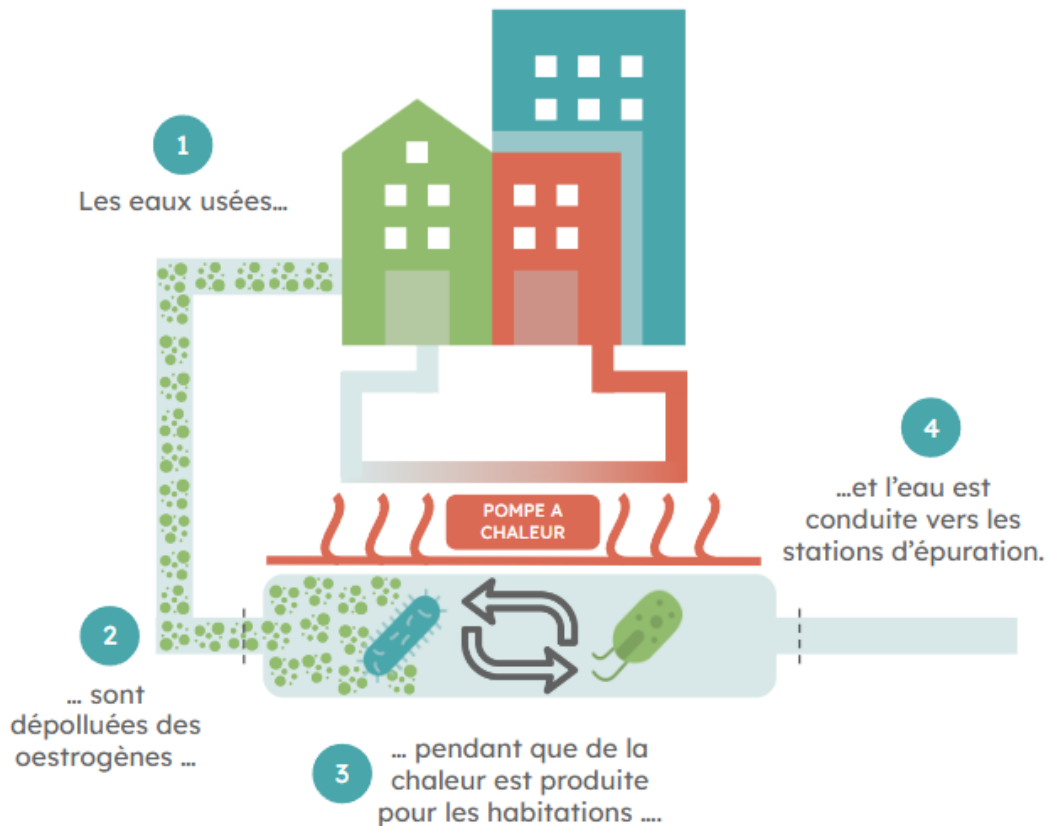 1
Les eaux usées...
POMPE A
CHALEUR
4
...et l'eau est
conduite vers les
stations d'épuration.
2
... sont
dépolluées des
oestrogènes ...
3
... pendant que de la
chaleur est produite
pour les habitations ....